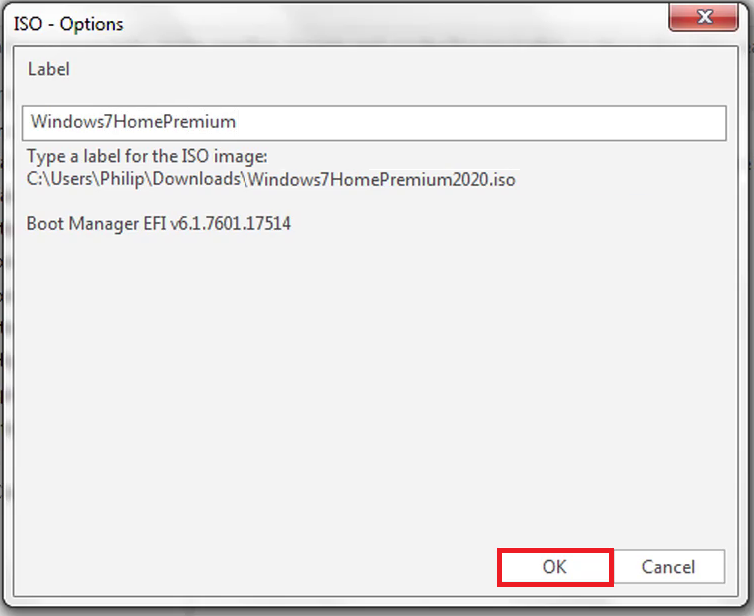 ISO - Options
Label
Windows7HomePremium
Type a label for the ISO image:
C:\Users\Philip\Downloads\Windows7HomePremium2020.iso
Boot Manager EFI v6.1.7601.17514
OK
Cancel